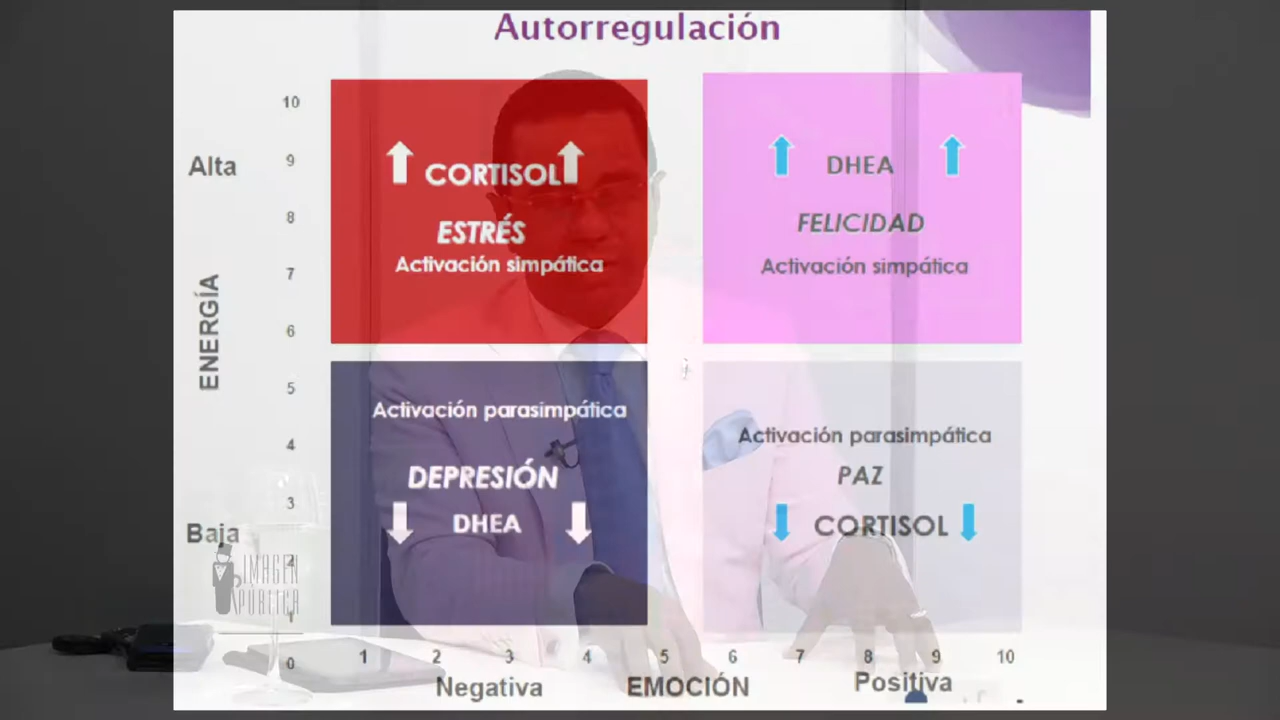 Autorregulación
10
Alta
9
8
7
6
5
4
3
Baja
2
1
0
ENERGÍA
CORTISOL
ESTRÉS
Activación simpática
DHEA
FELICIDAD
Activación simpática
Activación parasimpática
DEPRESIÓN
DHEA
Activación parasimpática
PAZ
CORTISOL
IMAGEN
PÚBLICA
1 2 3 4 5 6 7 8 9 10
Negativa EMOCIÓN Positiva